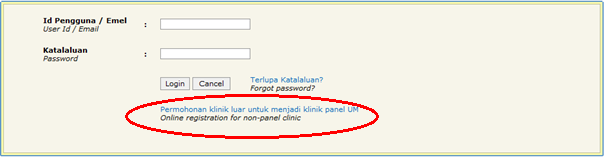 Id Pengguna / Emel :
User Id / Email
Katalaluan :
Password
Login Cancel Terlupa Katalaluan?
Forgot password?
Permohonan klinik luar untuk menjadi klinik panel UM
Online registration for non-panel clinic